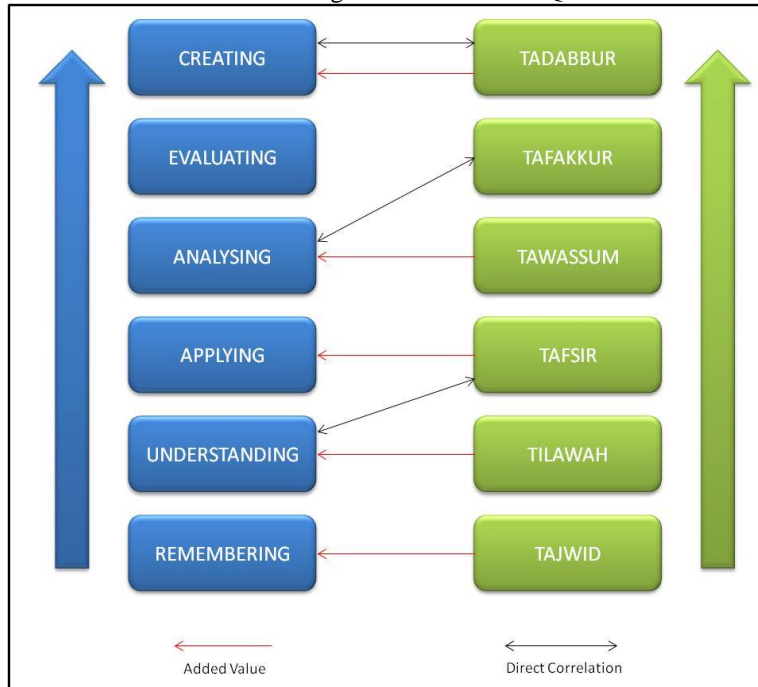 CREATING
TADABBUR
EVALUATING
TAFAKKUR
ANALYSING
TAWASSUM
APPLYING
TAFSIR
UNDERSTANDING
TILAWAH
REMEMBERING
TAJWID
Added Value
Direct Correlation